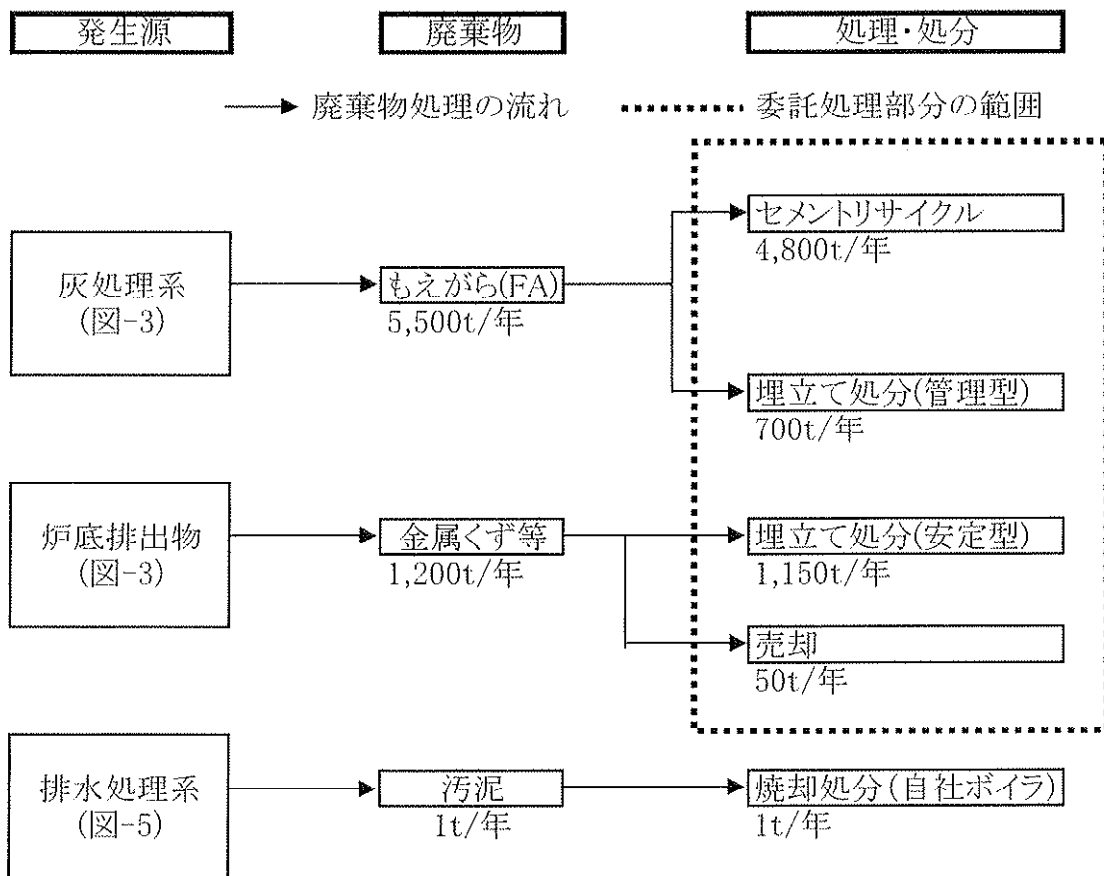 発生源 廃棄物 処理・処分
廃棄物処理の流れ 委託処理部分の範囲
セメントリサイクル
4,800t/年
灰処理系
(図-3)
もえがら(FA)
5,500t/年
埋立て処分(管理型)
700t/年
炉底排出物
(図-3)
金属くず等
1,200t/年
埋立て処分(安定型)
1,150t/年
売却
50t/年
排水処理系
(図-5)
汚泥
1t/年
焼却処分(自社ボイラ)
1t/年